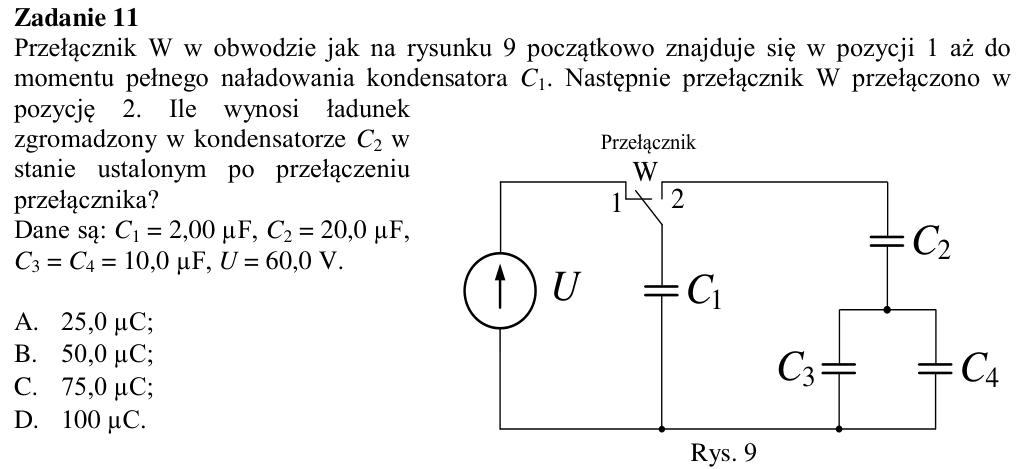 Zadanie 11
Przełącznik W w obwodzie jak na rysunku 9 początkowo znajduje się w pozycji 1 aż do
momentu pełnego naładowania kondensatora C₁. Następnie przełącznik W przełączono w
pozycję 2. Ile wynosi ładunek
zgromadzony w kondensatorze C₂ w
stanie ustalonym po przełączeniu
przełącznika?
Dane są: C₁ = 2,00 µF, C₂ = 20,0 µF,
C₃ = C₄ = 10,0 µF, U = 60,0 V.
A. 25,0 µC;
B. 50,0 µC;
C. 75,0 µC;
D. 100 µC.
Przełącznik
W
1 2
C₂
U
C₁
C₃
C₄
Rys. 9